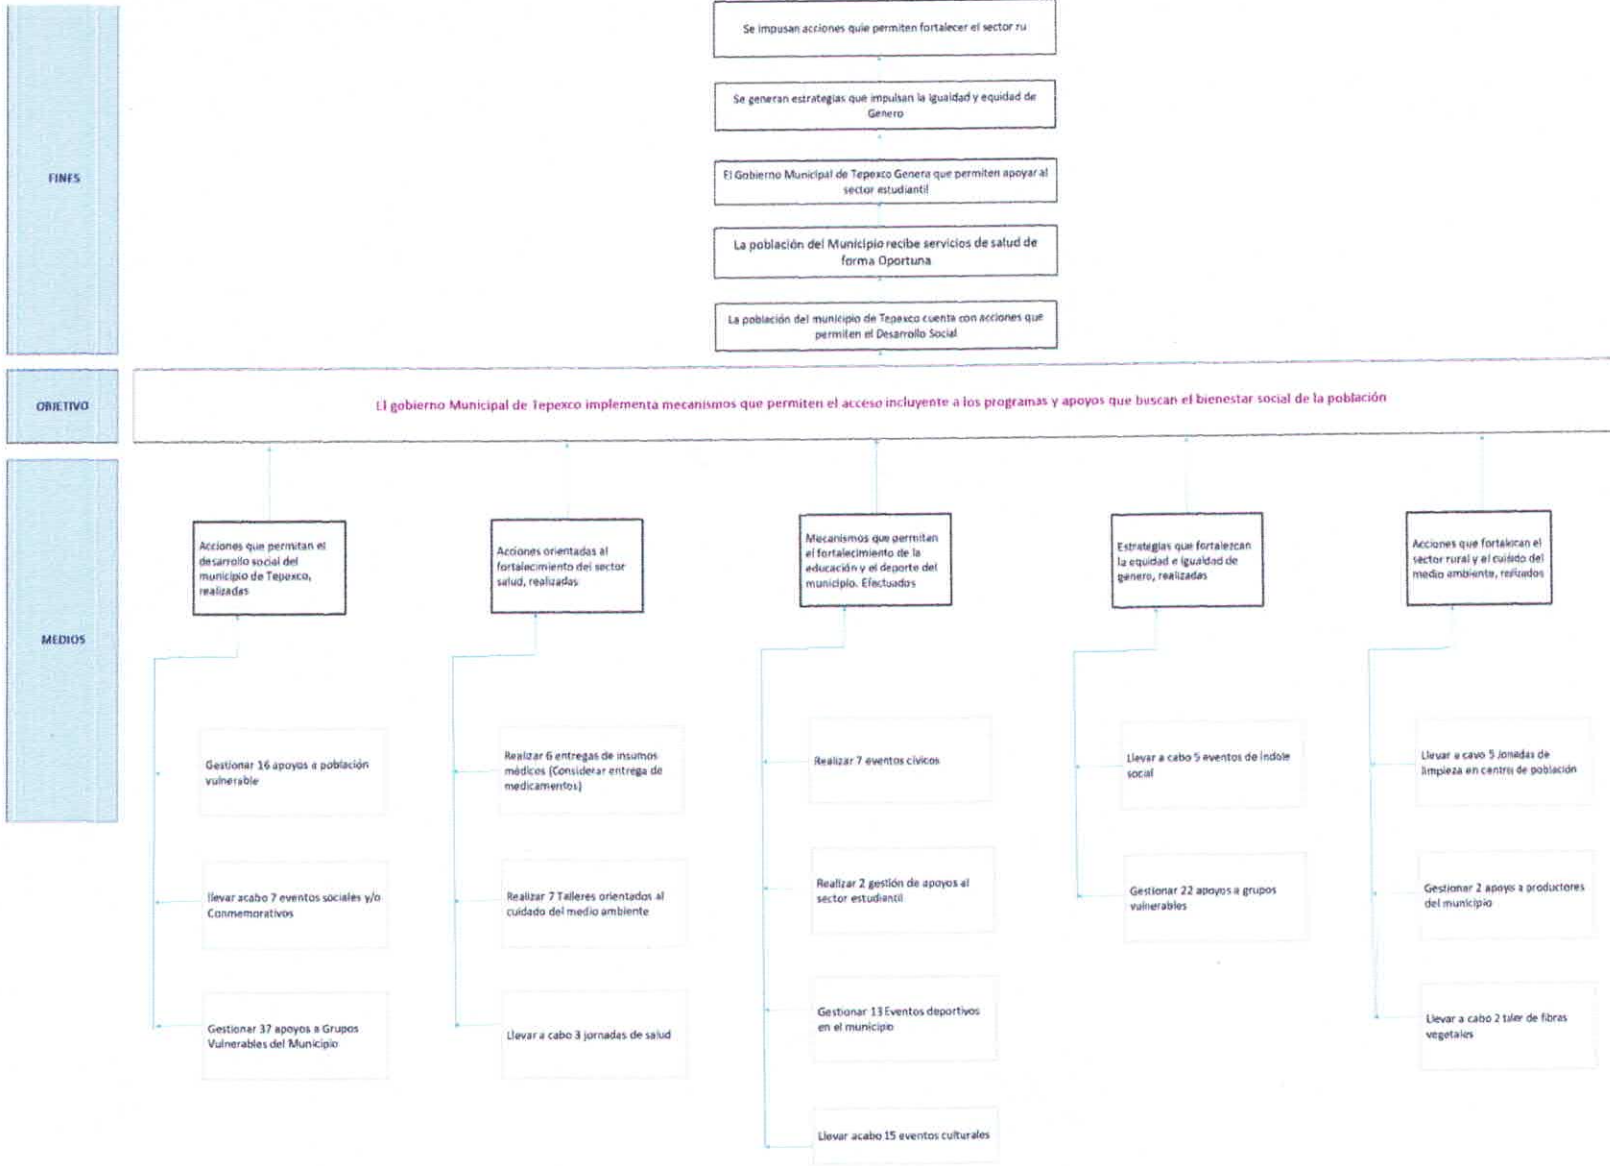 FINES
Se impusan acciones quie permiten fortalecer el sector ru
Se generan estrategias que impulsan la igualdad y equidad de
Genero
El Gobierno Municipal de Tepexco Genera que permiten apoyar al
sector estudiantil
La población del Municipio recibe servicios de salud de
forma Oportuna
La población del municipio de Tepexco cuenta con acciones que
permiten el Desarrollo Social
OBJETIVO
El gobierno Municipal de Tepexco implementa mecanismos que permiten el acceso incluyente a los programas y apoyos que buscan el bienestar social de la población
MEDIOS
Acciones que permitan el
desarrollo social del
municipio de Tepexco,
realizadas
Gestionar 16 apoyos a población
vulnerable
llevar acabo 7 eventos sociales y/o
Conmemorativos
Gestionar 37 apoyos a Grupos
Vulnerables del Municipio
Acciones orientadas al
fortalecimiento del sector
salud, realizadas
Realizar 6 entregas de insumos
médicos (Considerar entrega de
medicamentos)
Realizar 7 Talleres orientados al
cuidado del medio ambiente
Llevar a cabo 3 jornadas de salud
Mecanismos que permitan
el fortalecimiento de la
educación y el deporte del
municipio. Efectuados
Realizar 7 eventos cívicos
Realizar 2 gestión de apoyos al
sector estudiantil
Gestionar 13 Eventos deportivos
en el municipio
Llevar acabo 15 eventos culturales
Estrategias que fortalezcan
la equidad e igualdad de
genero, realizadas
Llevar a cabo 5 eventos de índole
social
Gestionar 22 apoyos a grupos
vulnerables
Acciones que fortalezcan el
sector rural y el cuidado del
medio ambiente,
Llevar a cavo 5 Jonadas de
limpieza en de población
Gestionar 2 apoyo a productores
del municipio
Llevar a cabo 2 de fibras
vegetales